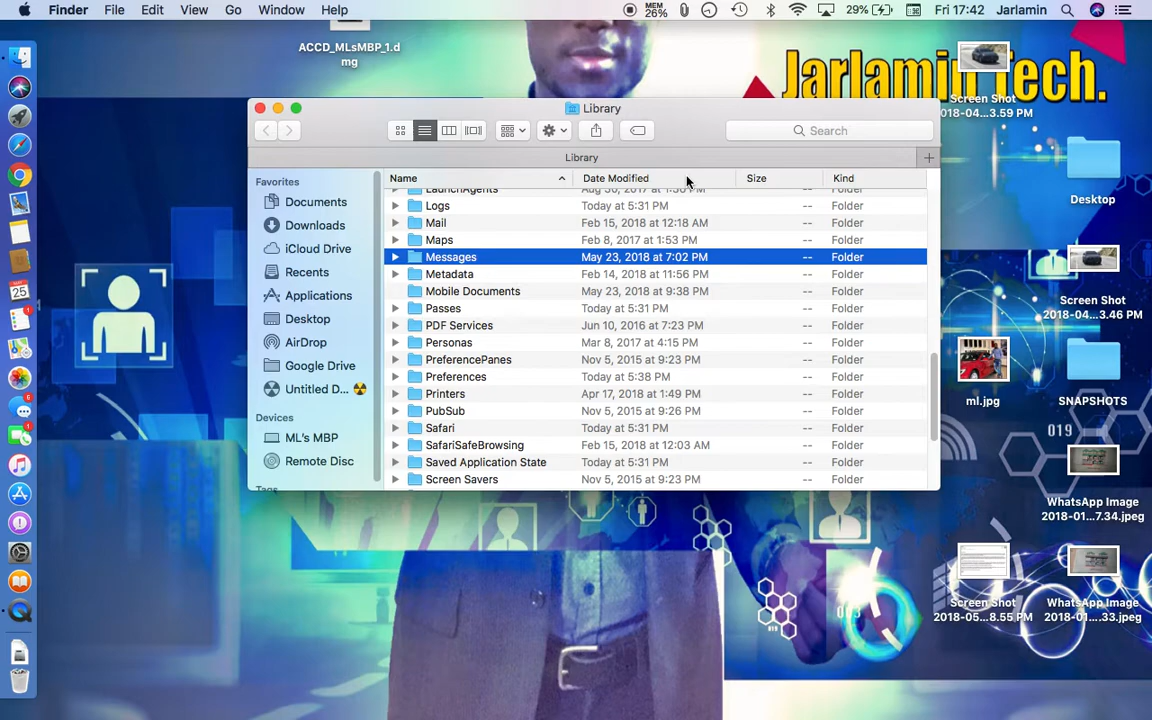 Finder File Edit View Go Window Help
MEM
26%
29%
Fri 17:42 Jarlamin
ACCD_MLsMBP_1.d
mg
Jarlamin Tech.
Screen Shot
2018-04....3.59 PM
Desktop
Screen Shot
2018-04....3.46 PM
ml.jpg
SNAPSHOTS
019
WhatsApp Image
2018-01....7.34.jpeg
Screen Shot
2018-05....8.55 PM
WhatsApp Image
2018-01....33.jpeg
Library
Search
Library
Favorites
Documents
Downloads
iCloud Drive
Recents
Applications
Desktop
AirDrop
Google Drive
Untitled D...
Devices
ML's MBP
Remote Disc
Tags
Name Date Modified Size Kind
LaunchAgents Aug 30, 2017 at 1:56 PM -- Folder
Logs Today at 5:31 PM -- Folder
Mail Feb 15, 2018 at 12:18 AM -- Folder
Maps Feb 8, 2017 at 1:53 PM -- Folder
Messages May 23, 2018 at 7:02 PM -- Folder
Metadata Feb 14, 2018 at 11:56 PM -- Folder
Mobile Documents May 23, 2018 at 9:38 PM -- Folder
Passes Today at 5:31 PM -- Folder
PDF Services Jun 10, 2016 at 7:23 PM -- Folder
Personas Mar 8, 2017 at 4:15 PM -- Folder
PreferencePanes Nov 5, 2015 at 9:23 PM -- Folder
Preferences Today at 5:38 PM -- Folder
Printers Apr 17, 2018 at 1:49 PM -- Folder
PubSub Nov 5, 2015 at 9:26 PM -- Folder
Safari Today at 5:31 PM -- Folder
SafariSafeBrowsing Feb 15, 2018 at 12:03 AM -- Folder
Saved Application State Today at 5:31 PM -- Folder
Screen Savers Nov 5, 2015 at 9:23 PM -- Folder